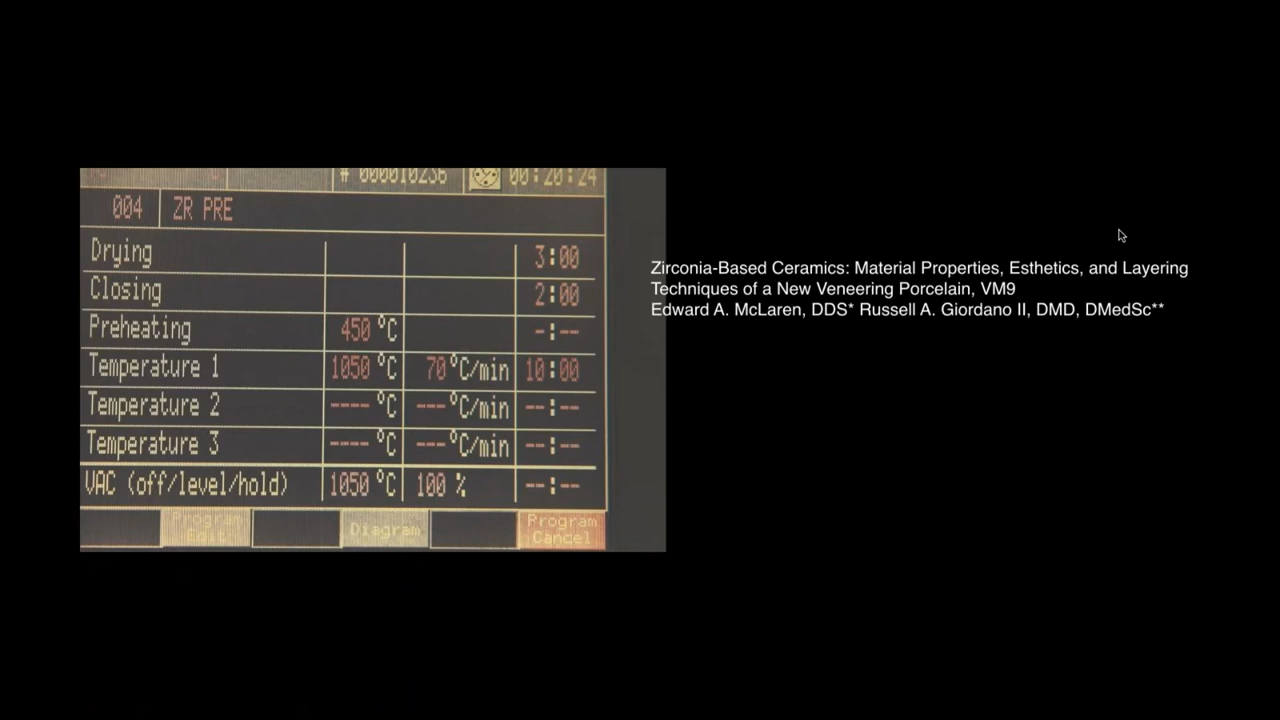 # 000010236 00:20:24
004 ZR PRE
Drying 3:00
Closing 2:00
Preheating 450 °C -:--
Temperature 1 1050 °C 70 °C/min 10:00
Temperature 2 ---- °C --- °C/min --:--
Temperature 3 ---- °C --- °C/min --:--
VAC (off/level/hold) 1050 °C 100 % --:--
Program Edit Diagram Program Cancel
Zirconia-Based Ceramics: Material Properties, Esthetics, and Layering
Techniques of a New Veneering Porcelain, VM9
Edward A. McLaren, DDS* Russell A. Giordano II, DMD, DMedSc**